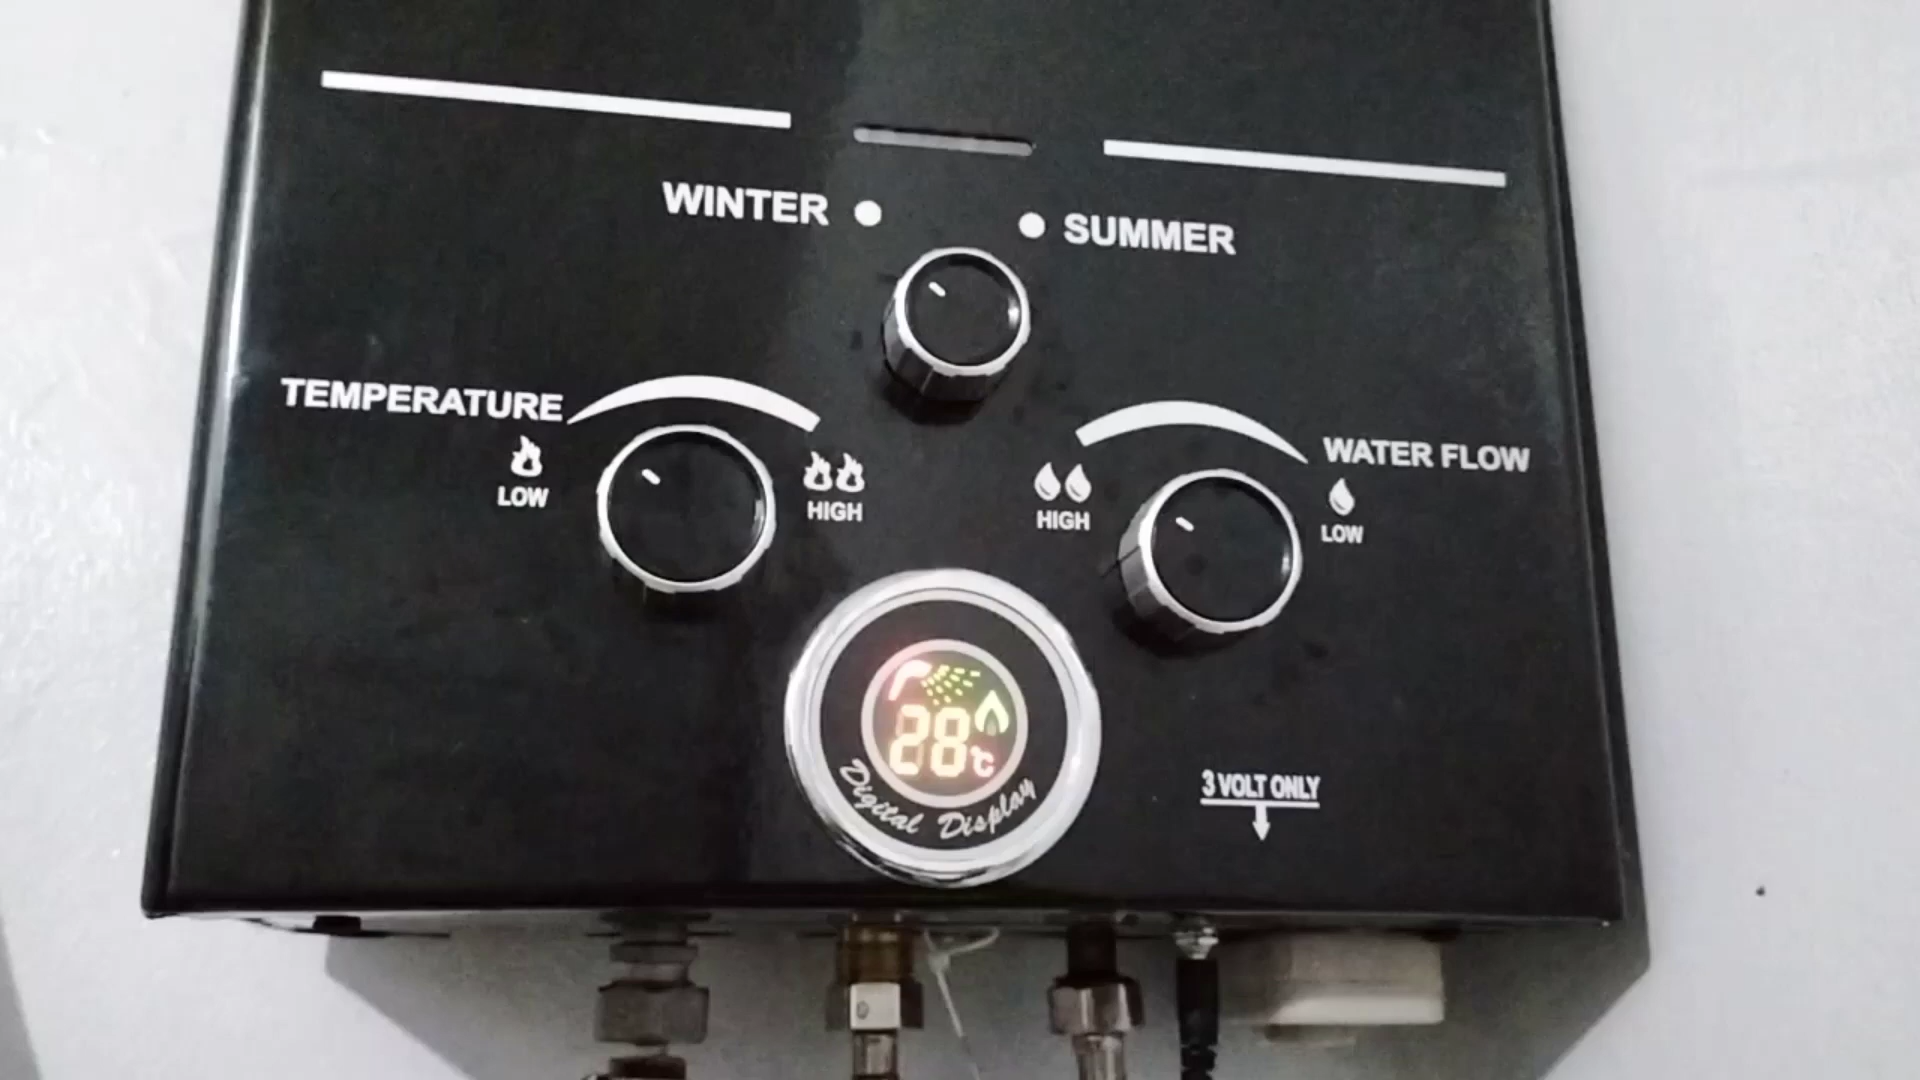 WINTER
SUMMER
TEMPERATURE
LOW
HIGH
HIGH
WATER FLOW
LOW
28℃
Digital Display
3 VOLT ONLY